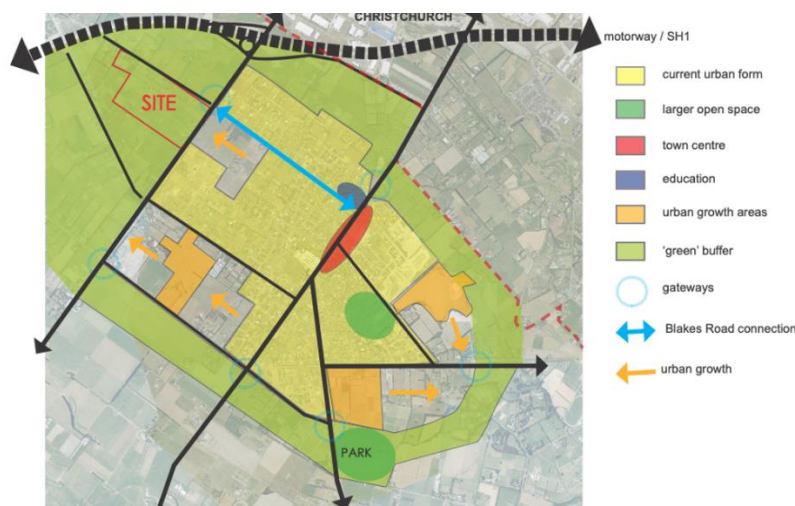 CHRISTCHURCH
motorway / SH1
SITE
current urban form
larger open space
town centre
education
urban growth areas
'green' buffer
gateways
Blakes Road connection
urban growth
PARK